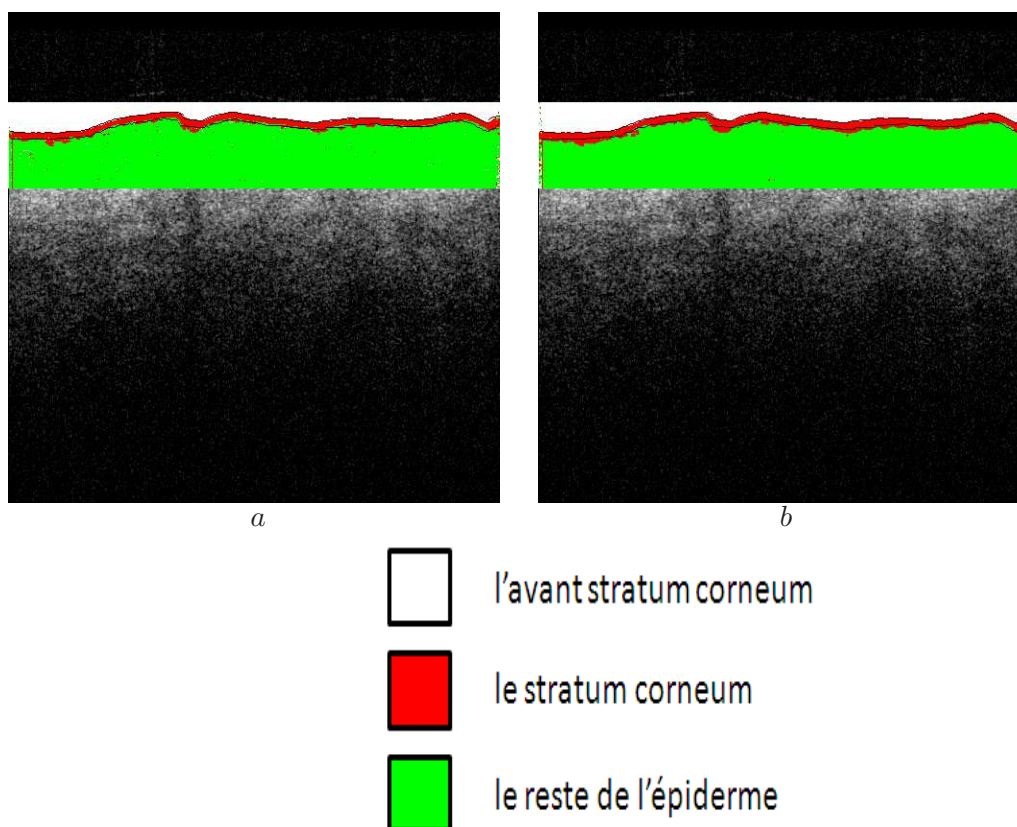 a
b
l'avant stratum corneum
le stratum corneum
le reste de l'épiderme